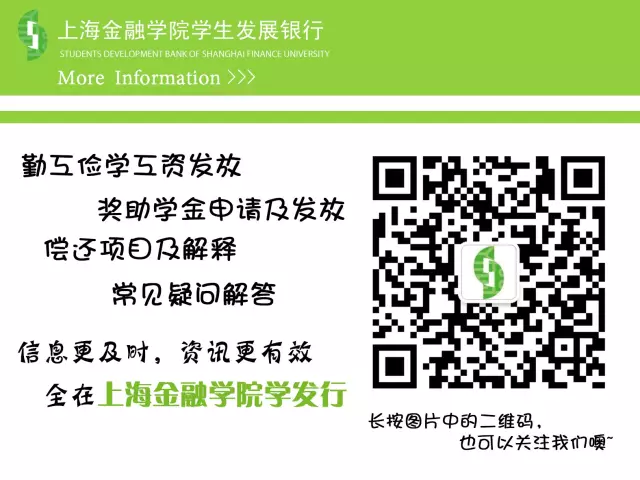 上海金融学院学生发展银行
STUDENTS DEVELOPMENT BANK OF SHANGHAI FINANCE UNIVERSITY
More Information >>>
勤互俭学互资发放
奖助学金申请及发放
偿还项目及解释
常见疑问解答
信息更及时，资讯更有效
全在上海金融学院学发行
长按图片中的二维码，
也可以关注我们噢~